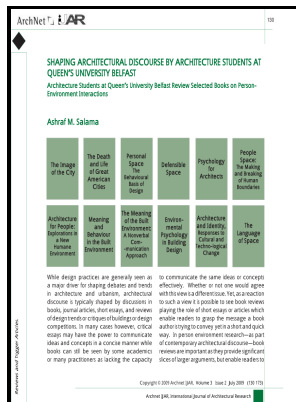 ArchNet IJAR
130
SHAPING ARCHITECTURAL DISCOURSE BY ARCHITECTURE STUDENTS AT
QUEEN'S UNIVERSITY BELFAST
Architecture Students at Queen's University Belfast Review Selected Books on Person-
Environment Interactions
Ashraf M. Salama
The Image
of the City
The Death
and Life
of Great
American
Cities
Personal
Space
The
Behavioural
Basis of
Design
Defensible
Space
Psychology
for
Architects
People
Space:
The Making
and Breaking
of Human
Boundaries
Architecture
for People:
Explorations in
a New
Humane
Environment
Meaning
and
Behaviour
in the Built
Environment
The Meaning
of the Built
Environment:
A Nonverbal
Com-
munication
Approach
Environ-
mental
Psychology
in Building
Design
Architecture
and Identity,
Responses to
Cultural and
Techno-logical
Change
The
Language
of Space
While design practices are generally seen as
a major driver for shaping debates and trends
in architecture and urbanism, architectural
discourse is typically shaped by discussions in
books, journal articles, short essays, and reviews
of design trends or critiques of buildings or design
competitions. In many cases however, critical
essays may have the power to communicate
ideas and concepts in a concise manner while
books can still be seen by some academics
or many practitioners as lacking the capacity
to communicate the same ideas or concepts
effectively. Whether or not one would agree
with this view is a different issue. Yet, as a reaction
to such a view it is possible to see book reviews
playing the role of short essays or articles which
enable readers to grasp the message a book
author is trying to convey yet in a short and quick
way. In person environment research—as part
of contemporary architectural discourse—book
reviews are important as they provide significant
slices of larger arguments, but enable readers to
Reviews and Trigger Articles
Copyright © 2009 Archnet IJAR, Volume 3 Issue 2 July 2009 (130-175)
Archnet IJAR, International Journal of Architectural Research